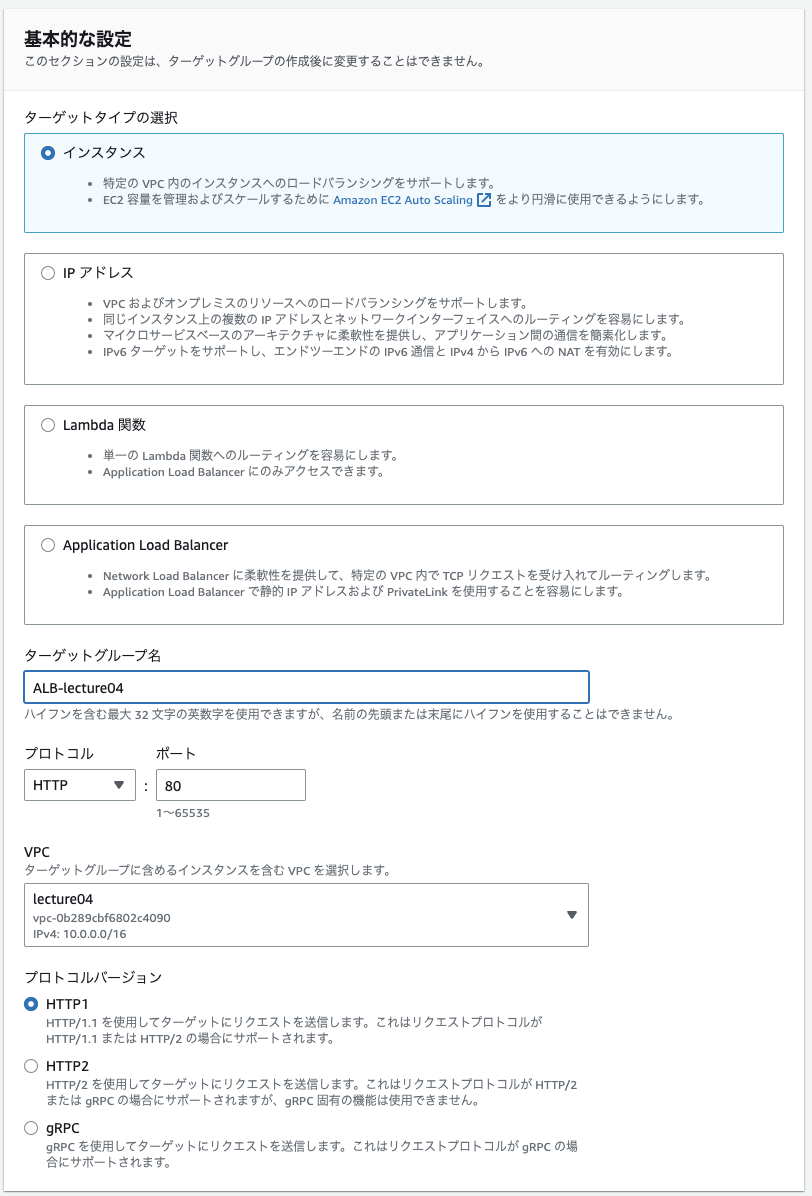 基本的な設定
このセクションの設定は、ターゲットグループの作成後に変更することはできません。
ターゲットタイプの選択
インスタンス
• 特定の VPC 内のインスタンスへのロードバランシングをサポートします。
• EC2 容量を管理およびスケールするために Amazon EC2 Auto Scaling をより円滑に使用できるようにします。
IP アドレス
• VPC およびオンプレミスのリソースへのロードバランシングをサポートします。
• 同じインスタンス上の複数の IP アドレスとネットワークインターフェイスへのルーティングを容易にします。
• マイクロサービスベースのアーキテクチャに柔軟性を提供し、アプリケーション間の通信を簡素化します。
• IPv6 ターゲットをサポートし、エンドツーエンドの IPv6 通信と IPv4 から IPv6 への NAT を有効にします。
Lambda 関数
• 単一の Lambda 関数へのルーティングを容易にします。
• Application Load Balancer にのみアクセスできます。
Application Load Balancer
• Network Load Balancer に柔軟性を提供して、特定の VPC 内で TCP リクエストを受け入れてルーティングします。
• Application Load Balancer で静的 IP アドレスおよび PrivateLink を使用することを容易にします。
ターゲットグループ名
ALB-lecture04
ハイフンを含む最大 32 文字の英数字を使用できますが、名前の先頭または末尾にハイフンを使用することはできません。
プロトコル ポート
HTTP : 80
1～65535
VPC
ターゲットグループに含めるインスタンスを含む VPC を選択します。
lecture04
vpc-0b289cbf6802c4090
IPv4: 10.0.0.0/16
プロトコルバージョン
HTTP1
HTTP/1.1 を使用してターゲットにリクエストを送信します。これはリクエストプロトコルが
HTTP/1.1 または HTTP/2 の場合にサポートされます。
HTTP2
HTTP/2 を使用してターゲットにリクエストを送信します。これはリクエストプロトコルが HTTP/2
または gRPC の場合にサポートされますが、gRPC 固有の機能は使用できません。
gRPC
gRPC を使用してターゲットにリクエストを送信します。これはリクエストプロトコルが gRPC の場
合にサポートされます。